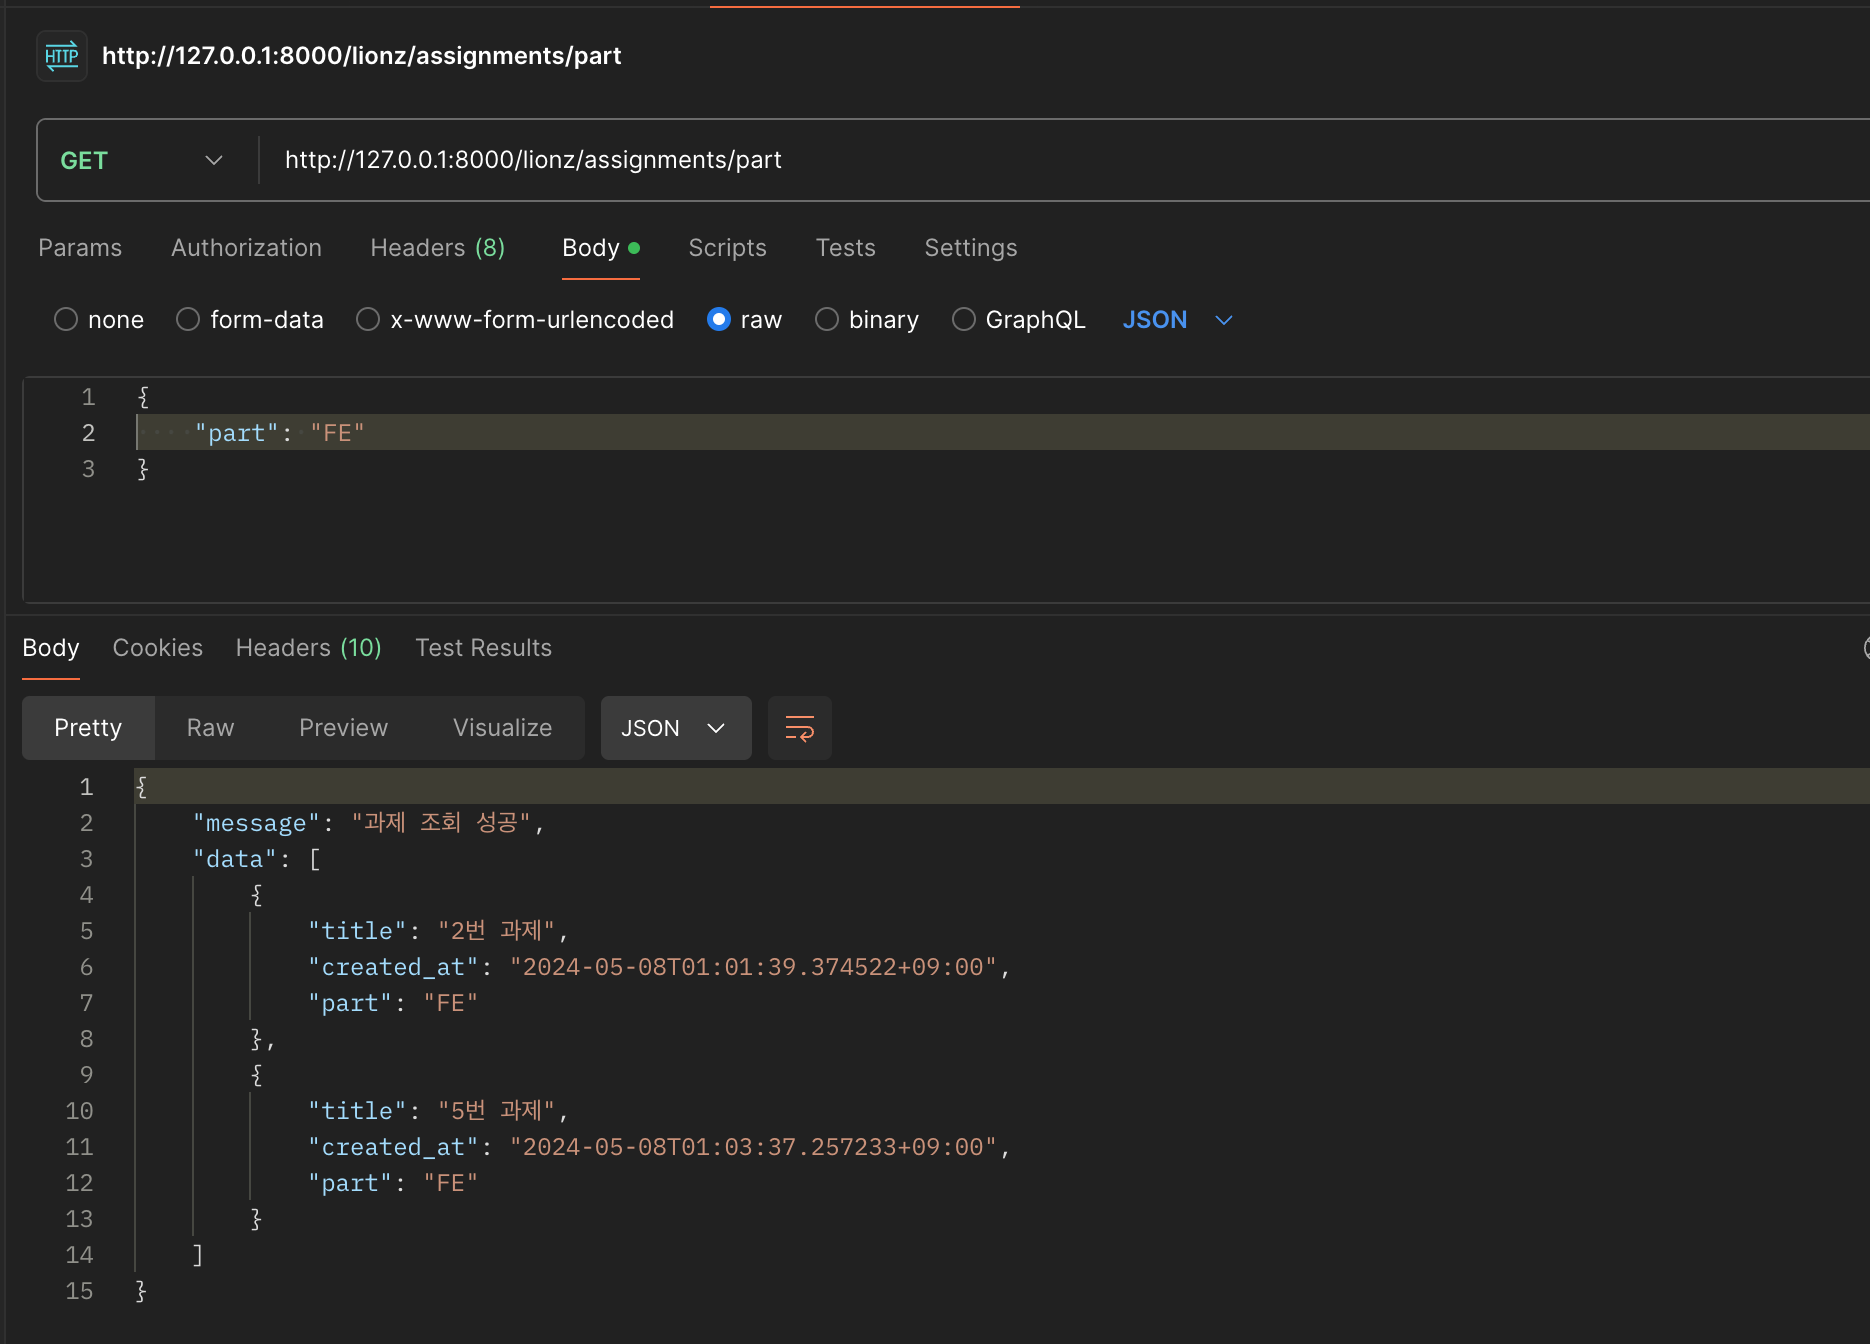 HTTP http://127.0.0.1:8000/lionz/assignments/part
GET http://127.0.0.1:8000/lionz/assignments/part
Params Authorization Headers (8) Body Scripts Tests Settings
none form-data x-www-form-urlencoded raw binary GraphQL JSON
1 {
2 "part": "FE"
3 }
Body Cookies Headers (10) Test Results
Pretty Raw Preview Visualize JSON
1 {
2 "message": "과제 조회 성공",
3 "data": [
4 {
5 "title": "2번 과제",
6 "created_at": "2024-05-08T01:01:39.374522+09:00",
7 "part": "FE"
8 },
9 {
10 "title": "5번 과제",
11 "created_at": "2024-05-08T01:03:37.257233+09:00",
12 "part": "FE"
13 }
14 ]
15 }